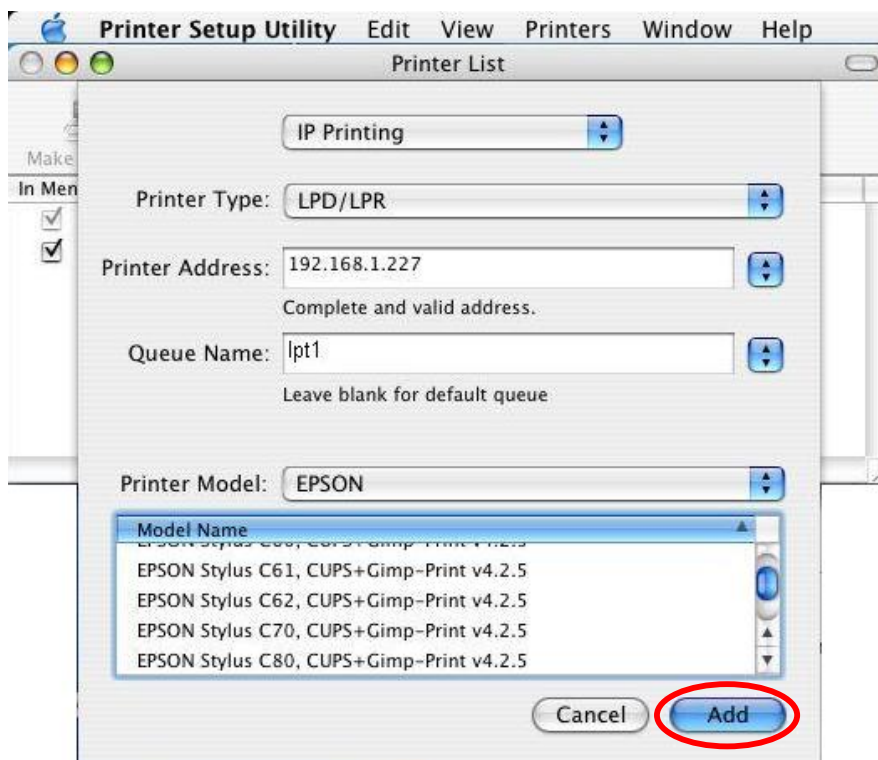 Printer Setup Utility Edit View Printers Window Help
Printer List
IP Printing
Make
In Men
Printer Type: LPD/LPR
Printer Address: 192.168.1.227
Complete and valid address.
Queue Name: lpt1
Leave blank for default queue
Printer Model: EPSON
Model Name
EPSON Stylus C61, CUPS+Gimp-Print v4.2.5
EPSON Stylus C62, CUPS+Gimp-Print v4.2.5
EPSON Stylus C70, CUPS+Gimp-Print v4.2.5
EPSON Stylus C80, CUPS+Gimp-Print v4.2.5
Cancel Add